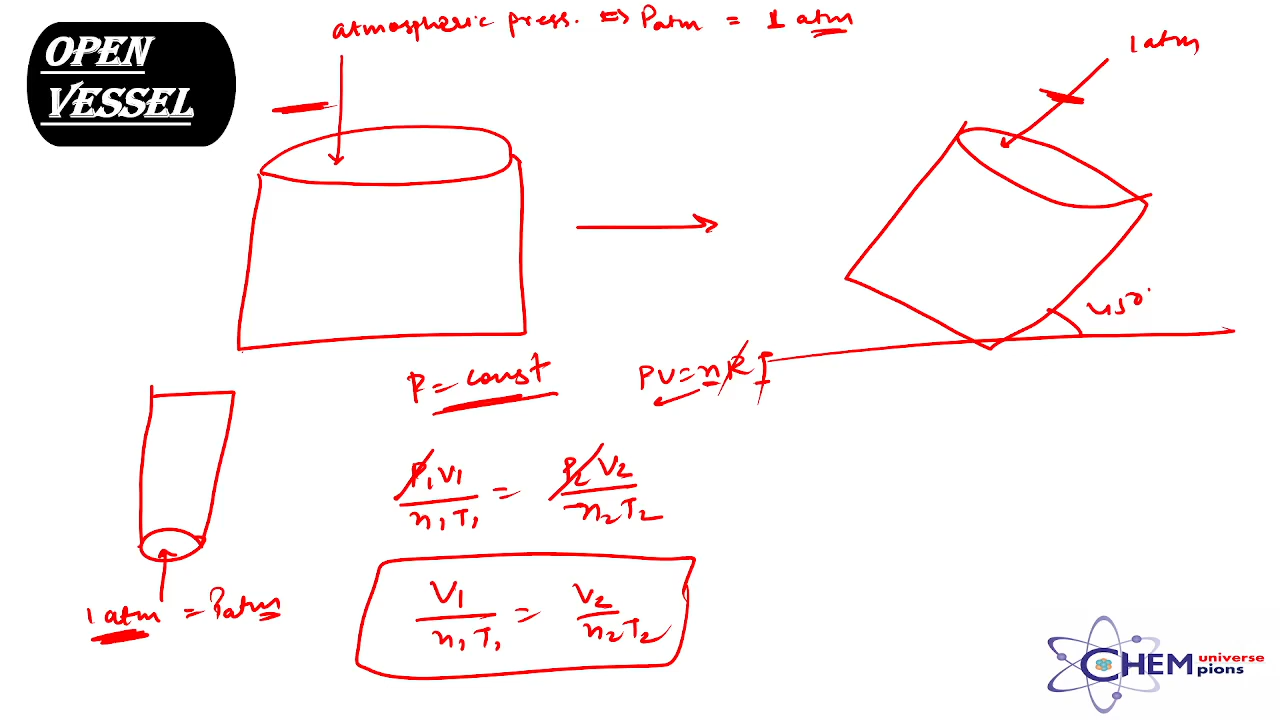 OPEN
VESSEL
atmospheric press. ⇒ Patm = 1 atm
1 atm
45°
P = const
PV = nRT
P₁V₁/n₁T₁ = P₂V₂/n₂T₂
1 atm = Patm
V₁/n₁T₁ = V₂/n₂T₂
CHEM universe
pions